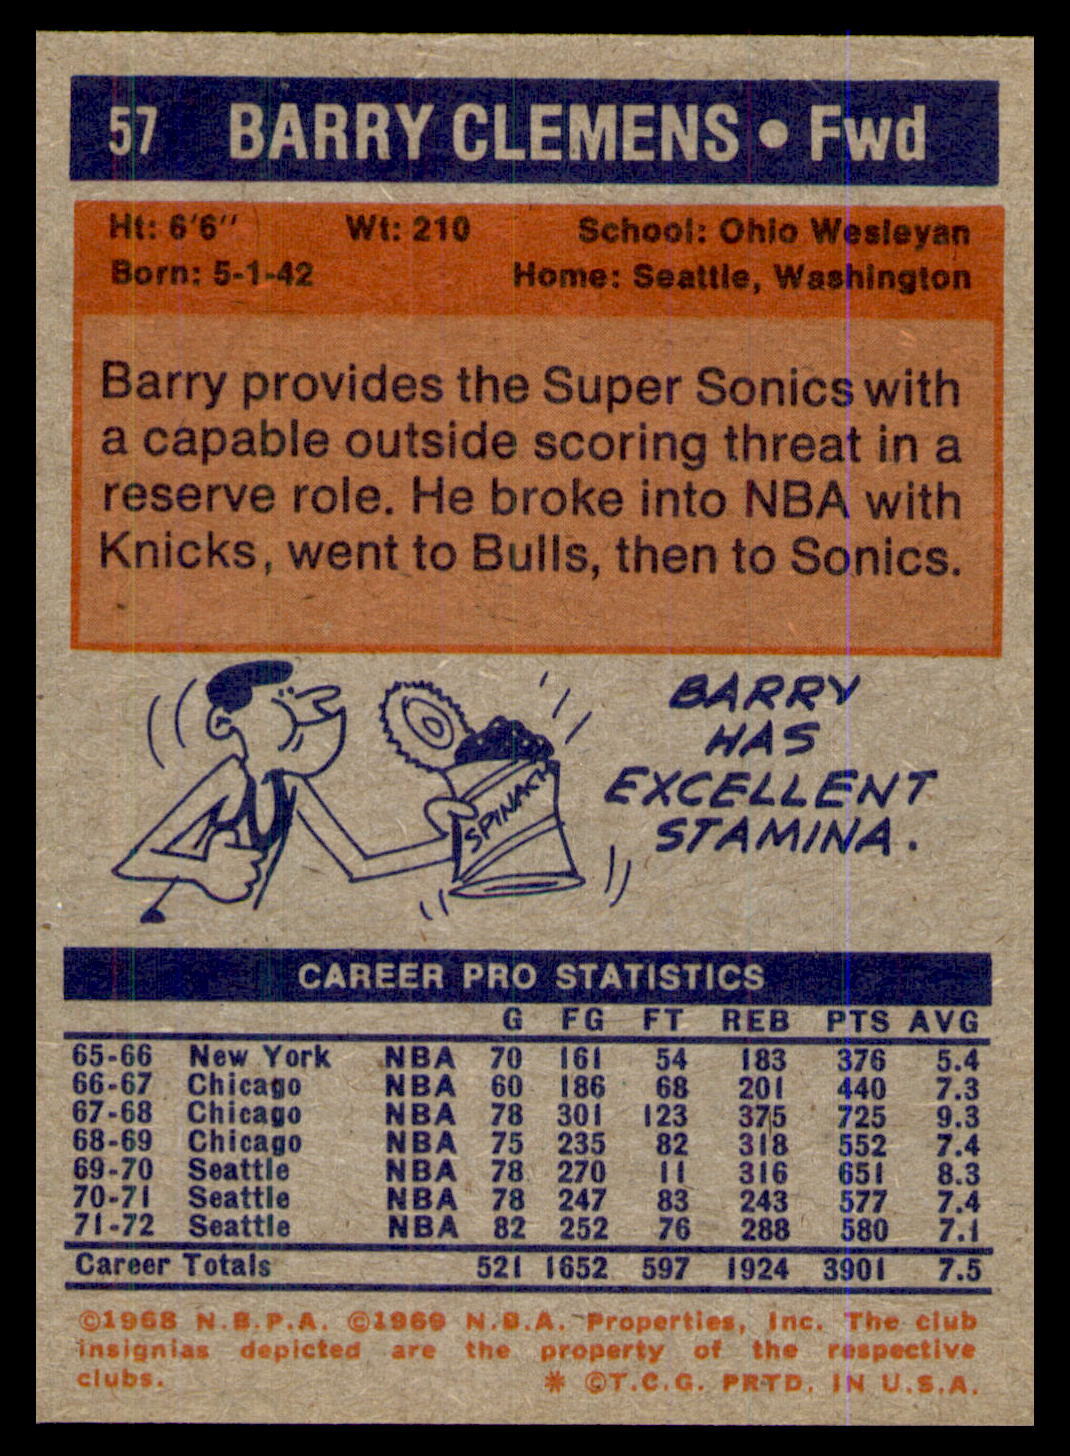 57 BARRY CLEMENS • Fwd
Ht: 6'6" Wt: 210 School: Ohio Wesleyan
Born: 5-1-42 Home: Seattle, Washington
Barry provides the Super Sonics with
a capable outside scoring threat in a
reserve role. He broke into NBA with
Knicks, went to Bulls, then to Sonics.
BARRY
HAS
EXCELLENT
STAMINA.
SPINACH
CAREER PRO STATISTICS
G FG FT REB PTS AVG
65-66 New York NBA 70 161 54 183 376 5.4
66-67 Chicago NBA 60 186 68 201 440 7.3
67-68 Chicago NBA 78 301 123 375 725 9.3
68-69 Chicago NBA 75 235 82 318 552 7.4
69-70 Seattle NBA 78 270 11 316 651 8.3
70-71 Seattle NBA 78 247 83 243 577 7.4
71-72 Seattle NBA 82 252 76 288 580 7.1
Career Totals 521 1652 597 1924 3901 7.5
©1968 N.B.P.A. ©1969 N.B.A. Properties, Inc. The club
insignias depicted are the property of the respective
clubs. * ©T.C.G. PRTD. IN U.S.A.